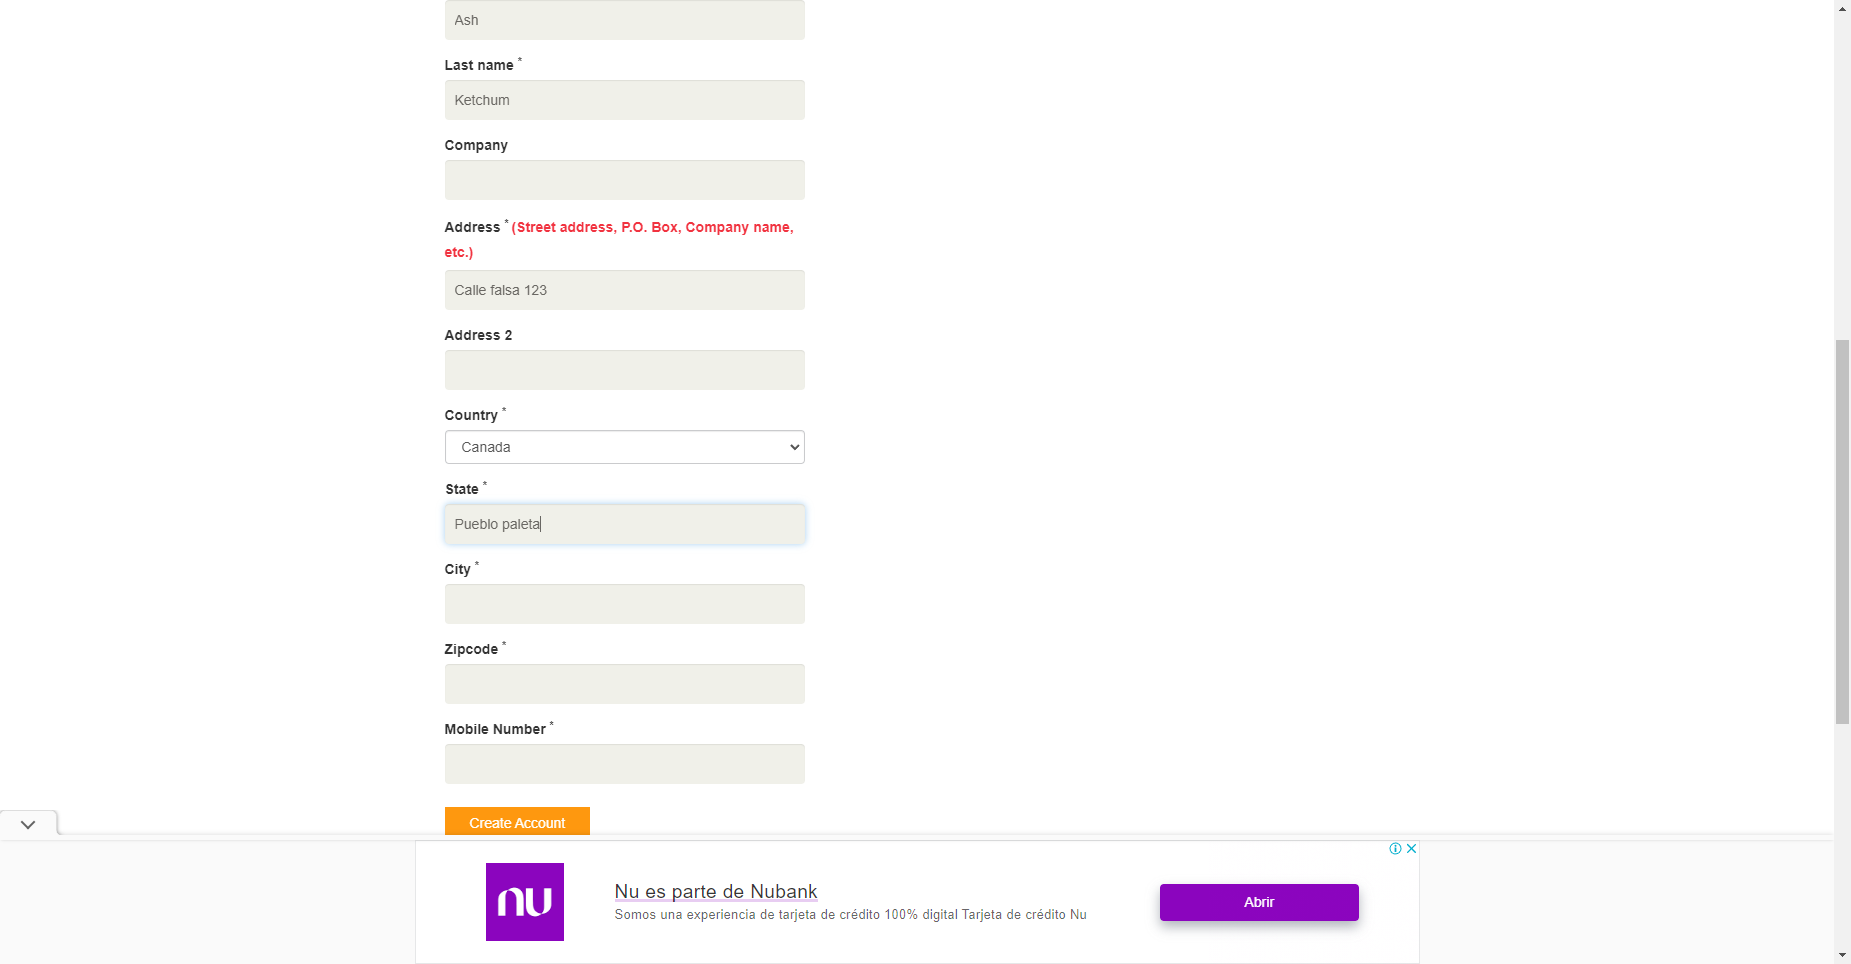 Ash
Last name *
Ketchum
Company
Address * (Street address, P.O. Box, Company name,
etc.)
Calle falsa 123
Address 2
Country *
Canada
State *
Pueblo paleta
City *
Zipcode *
Mobile Number *
Create Account
nu
Nu es parte de Nubank
Somos una experiencia de tarjeta de crédito 100% digital Tarjeta de crédito Nu
Abrir